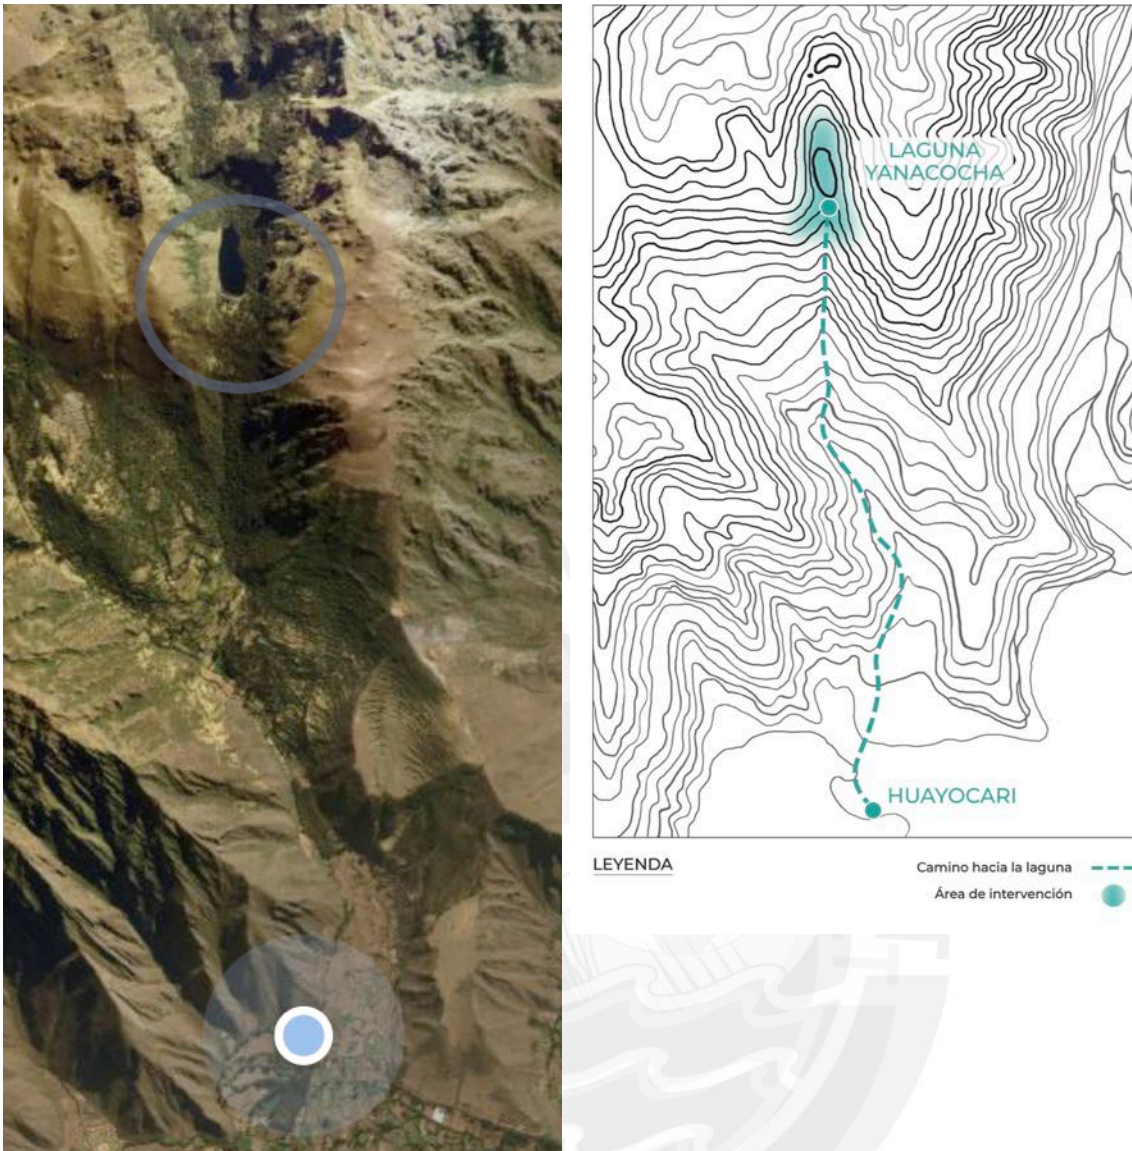 LAGUNA
YANACOCHA
HUAYOCARI
LEYENDA
Camino hacia la laguna
Área de intervención